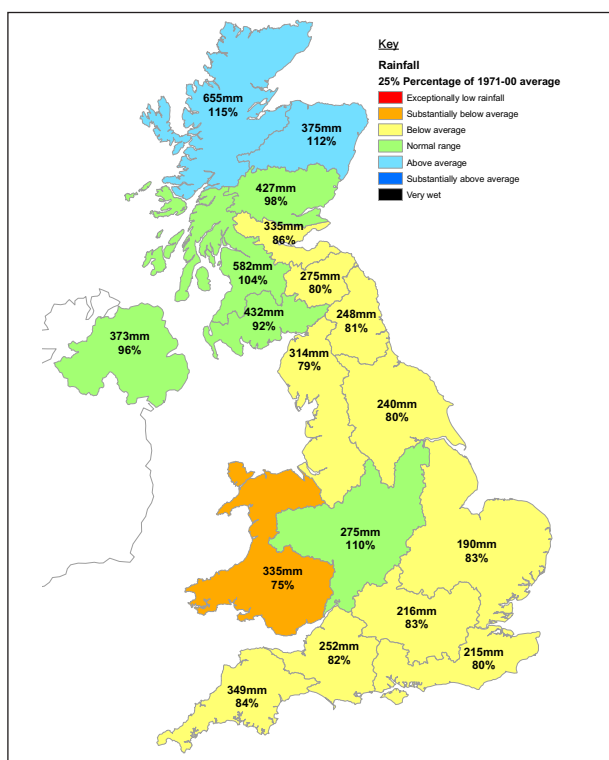 Key
Rainfall
25% Percentage of 1971-00 average
Exceptionally low rainfall
Substantially below average
Below average
Normal range
Above average
Substantially above average
Very wet
655mm
115%
375mm
112%
427mm
98%
335mm
86%
582mm
104%
275mm
80%
432mm
92%
248mm
81%
373mm
96%
314mm
79%
240mm
80%
275mm
110%
190mm
83%
335mm
75%
216mm
83%
252mm
82%
215mm
80%
349mm
84%